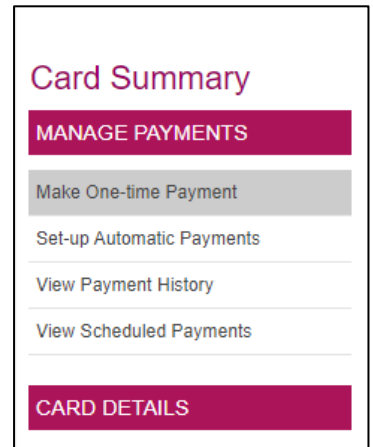 Card Summary
MANAGE PAYMENTS
Make One-time Payment
Set-up Automatic Payments
View Payment History
View Scheduled Payments
CARD DETAILS